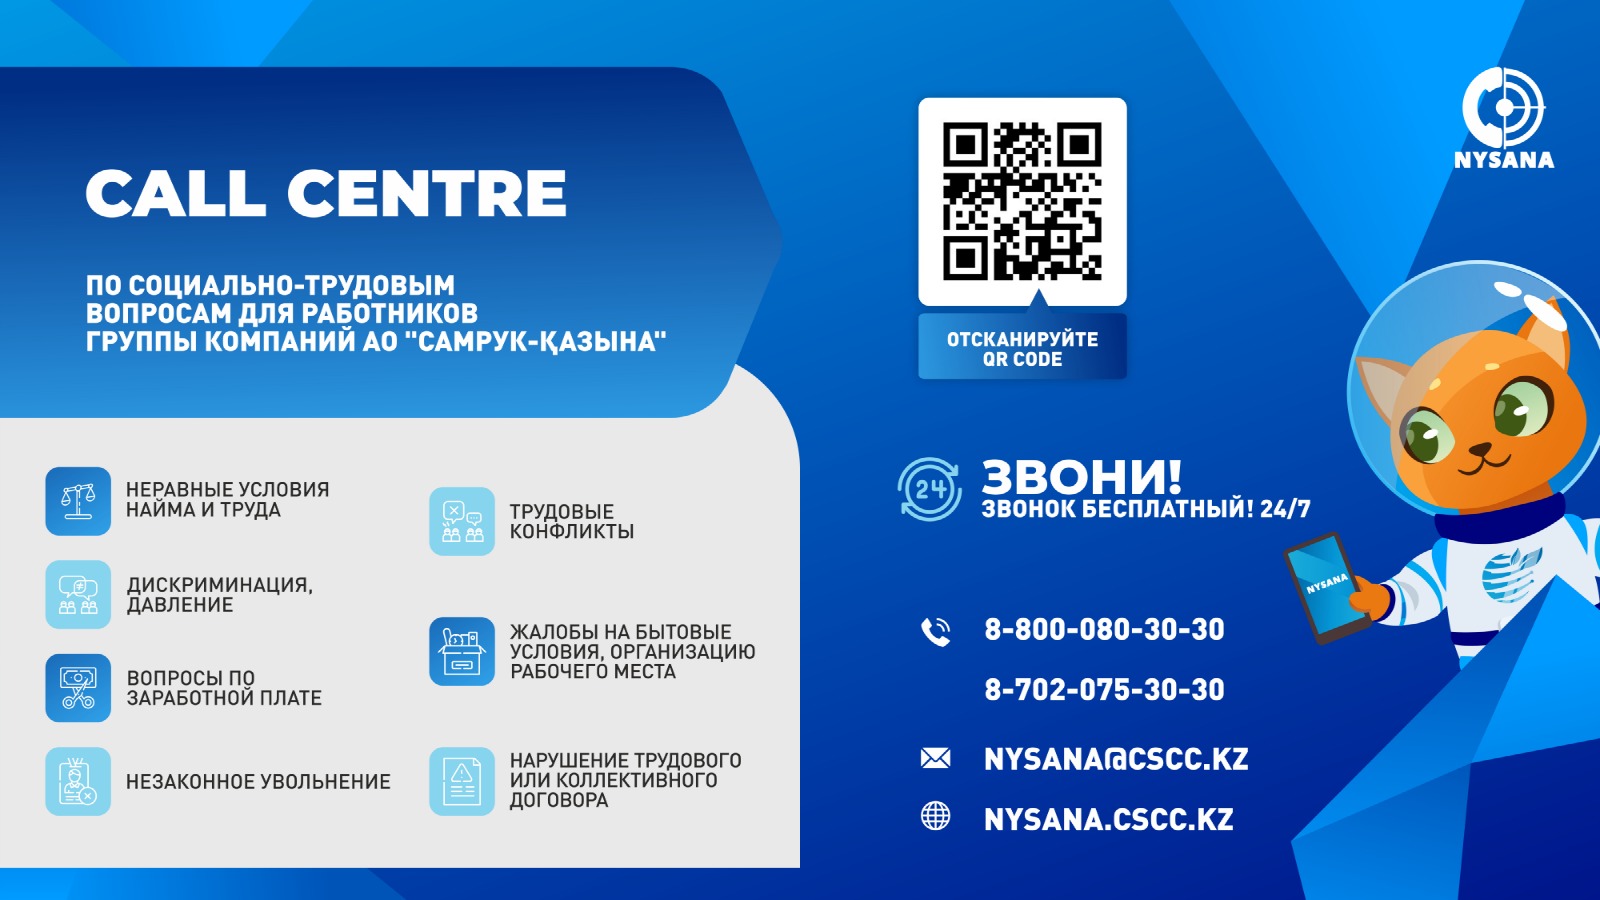 CALL CENTRE
ПО СОЦИАЛЬНО-ТРУДОВЫМ
ВОПРОСАМ ДЛЯ РАБОТНИКОВ
ГРУППЫ КОМПАНИЙ АО "САМРУК-ҚАЗЫНА"
НЕРАВНЫЕ УСЛОВИЯ
НАЙМА И ТРУДА
ДИСКРИМИНАЦИЯ,
ДАВЛЕНИЕ
ВОПРОСЫ ПО
ЗАРАБОТНОЙ ПЛАТЕ
НЕЗАКОННОЕ УВОЛЬНЕНИЕ
ТРУДОВЫЕ
КОНФЛИКТЫ
ЖАЛОБЫ НА БЫТОВЫЕ
УСЛОВИЯ, ОРГАНИЗАЦИЮ
РАБОЧЕГО МЕСТА
НАРУШЕНИЕ ТРУДОВОГО
ИЛИ КОЛЛЕКТИВНОГО
ДОГОВОРА
ОТСКАНИРУЙТЕ
QR CODE
NYSANA
24
ЗВОНИ!
ЗВОНОК БЕСПЛАТНЫЙ! 24/7
NYSANA
8-800-080-30-30
8-702-075-30-30
NYSANA@CSCC.KZ
NYSANA.CSCC.KZ